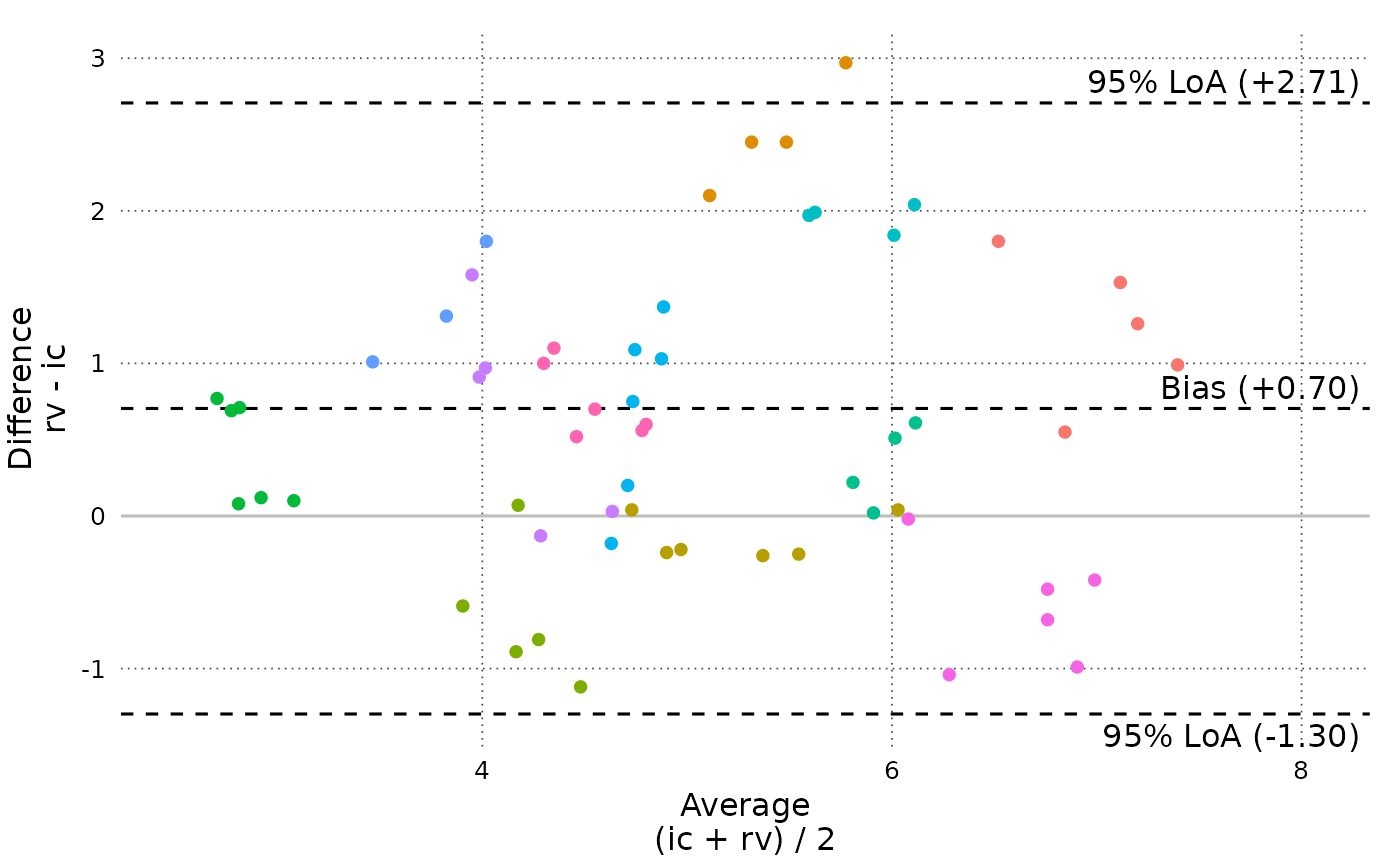 3
95% LoA (+2.71)
2
1
Bias (+0.70)
Difference
rv - ic
0
-1
95% LoA (-1.30)
4
6
8
Average
(ic + rv) / 2